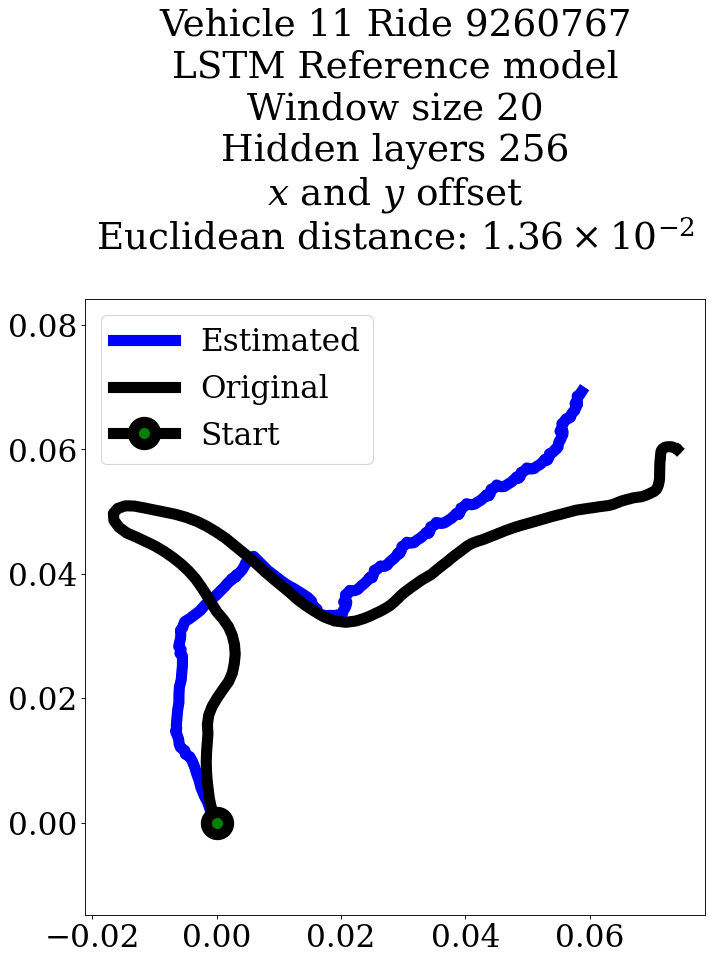 Vehicle 11 Ride 9260767
LSTM Reference model
Window size 20
Hidden layers 256
x and y offset
Euclidean distance: 1.36 × 10⁻²
Estimated
Original
Start
0.08
0.06
0.04
0.02
0.00
−0.02 0.00 0.02 0.04 0.06